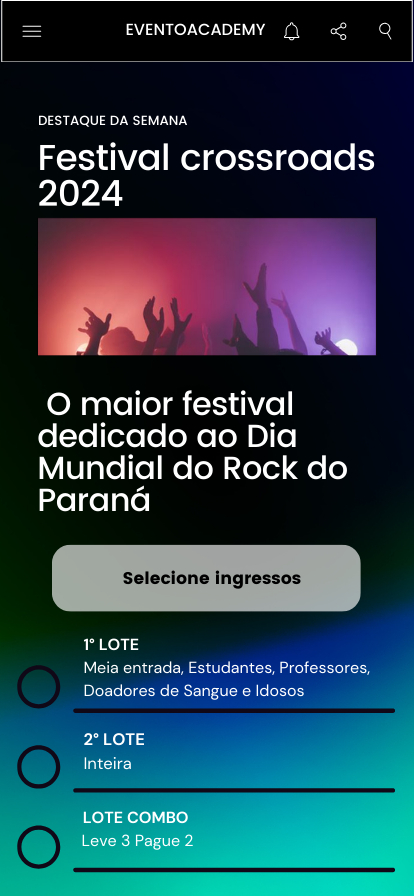 EVENTOACADEMY
DESTAQUE DA SEMANA
Festival crossroads
2024
O maior festival
dedicado ao Dia
Mundial do Rock do
Paraná
Selecione ingressos
1° LOTE
Meia entrada, Estudantes, Professores,
Doadores de Sangue e Idosos
2° LOTE
Inteira
LOTE COMBO
Leve 3 Pague 2